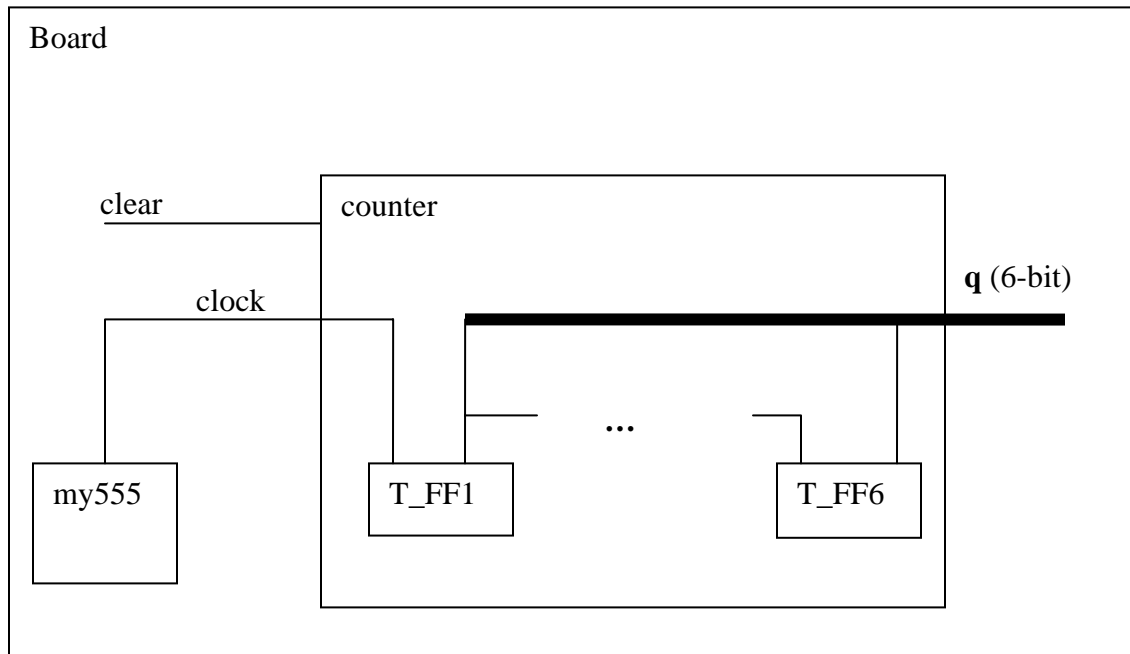 Board
clear
counter
q (6-bit)
clock
...
my555
T_FF1
T_FF6